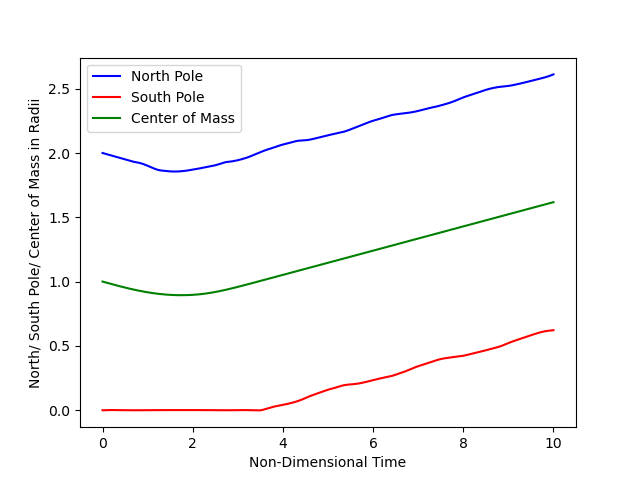 North Pole
South Pole
Center of Mass
North/ South Pole/ Center of Mass in Radii
2.5
2.0
1.5
1.0
0.5
0.0
0 2 4 6 8 10
Non-Dimensional Time